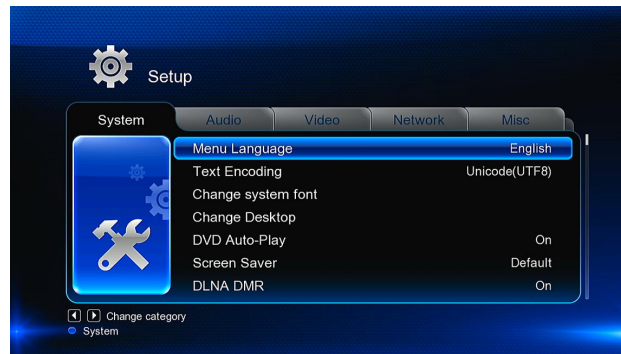 Setup
System Audio Video Network Misc
Menu Language English
Text Encoding Unicode(UTF8)
Change system font
Change Desktop
DVD Auto-Play On
Screen Saver Default
DLNA DMR On
Change category
System